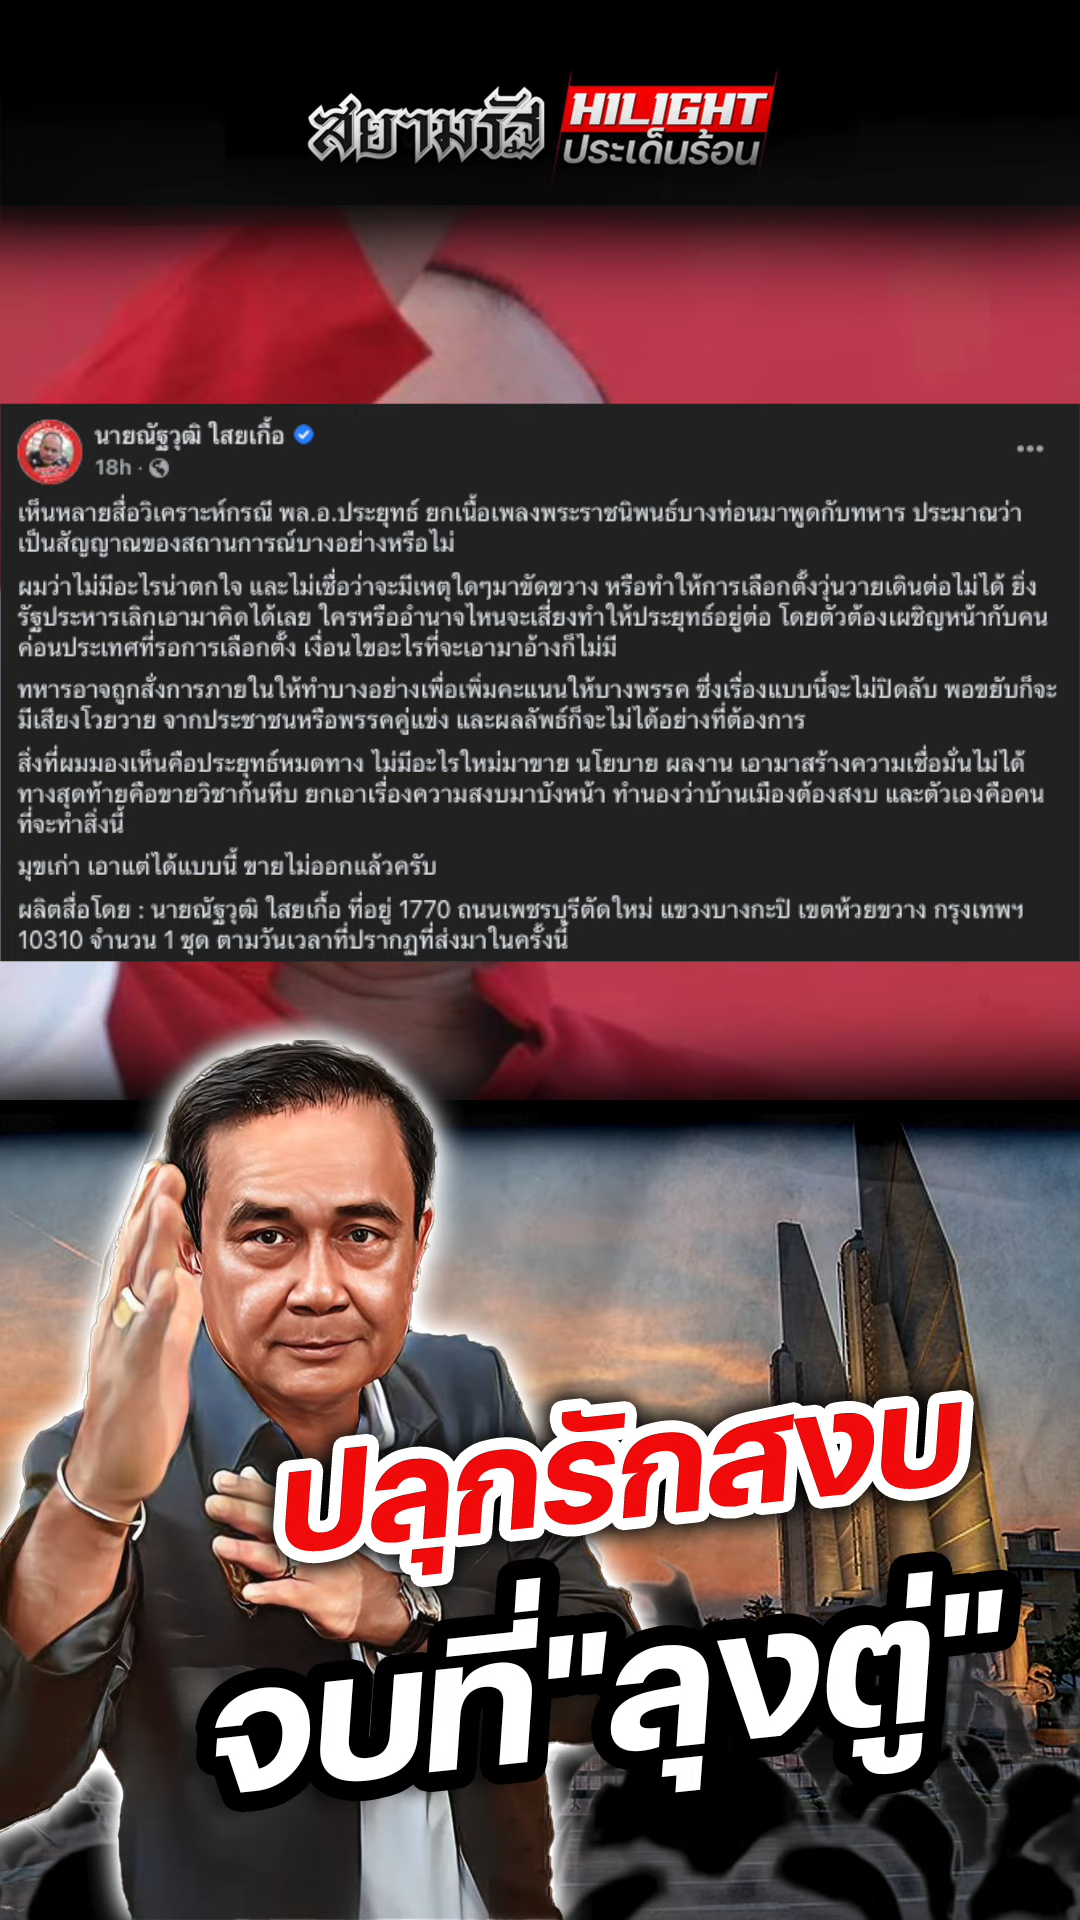 สยามรัฐ
HILIGHT
ประเด็นร้อน
นายณัฐวุฒิ ใสยเกื้อ
18h ·
เห็นหลายสื่อวิเคราะห์กรณี พล.อ.ประยุทธ์ ยกเนื้อเพลงพระราชนิพนธ์บางท่อนมาพูดกับทหาร ประมาณว่า
เป็นสัญญาณของสถานการณ์บางอย่างหรือไม่
ผมว่าไม่มีอะไรน่าตกใจ และไม่เชื่อว่าจะมีเหตุใดๆมาขัดขวาง หรือทำให้การเลือกตั้งวุ่นวายเดินต่อไม่ได้ ยิ่ง
รัฐประหารเลิกเอามาคิดได้เลย ใครหรืออำนาจไหนจะเสี่ยงทำให้ประยุทธ์อยู่ต่อ โดยตัวต้องเผชิญหน้ากับคน
ค่อนประเทศที่รอการเลือกตั้ง เงื่อนไขอะไรที่จะเอามาอ้างก็ไม่มี
ทหารอาจถูกสั่งการภายในให้ทำบางอย่างเพื่อเพิ่มคะแนนให้บางพรรค ซึ่งเรื่องแบบนี้จะไม่ปิดลับ พอขยับก็จะ
มีเสียงโวยวาย จากประชาชนหรือพรรคคู่แข่ง และผลลัพธ์ก็จะไม่ได้อย่างที่ต้องการ
สิ่งที่ผมมองเห็นคือประยุทธ์หมดทาง ไม่มีอะไรใหม่มาขาย นโยบาย ผลงาน เอามาสร้างความเชื่อมั่นไม่ได้
ทางสุดท้ายคือขายวิชาก้นหีบ ยกเอาเรื่องความสงบมาบังหน้า ทำนองว่าบ้านเมืองต้องสงบ และตัวเองคือคน
ที่จะทำสิ่งนี้
มุขเก่า เอาแต่ได้แบบนี้ ขายไม่ออกแล้วครับ
ผลิตสื่อโดย : นายณัฐวุฒิ ใสยเกื้อ ที่อยู่ 1770 ถนนเพชรบุรีตัดใหม่ แขวงบางกะปิ เขตห้วยขวาง กรุงเทพฯ
10310 จำนวน 1 ชุด ตามวันเวลาที่ปรากฏที่ส่งมาในครั้งนี้
ปลุกรักสงบ
จบที่"ลุงตู่"